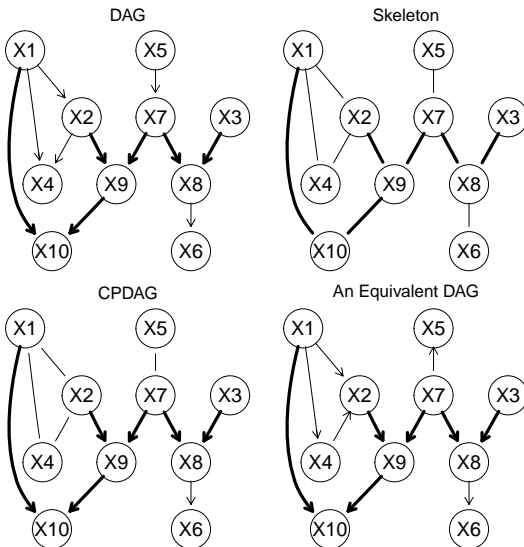 DAG
Skeleton
X1 X5
X1 X5
X2 X7 X3
X2 X7 X3
X4 X9 X8
X4 X9 X8
X10 X6
X10 X6
CPDAG
An Equivalent DAG
X1 X5
X1 X5
X2 X7 X3
X2 X7 X3
X4 X9 X8
X4 X9 X8
X10 X6
X10 X6